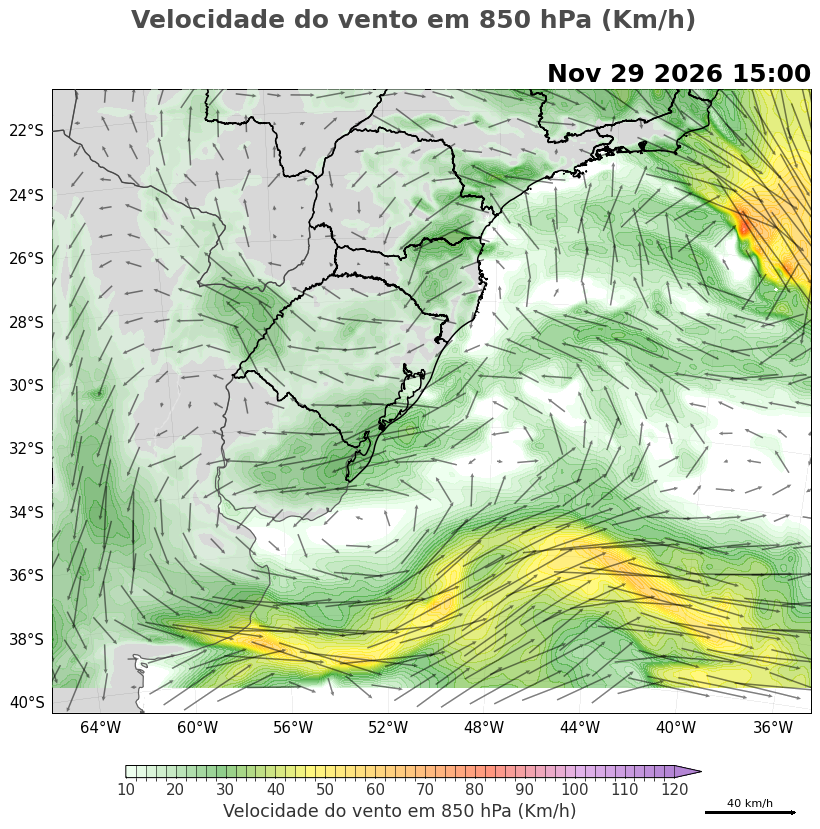 Velocidade do vento em 850 hPa (Km/h)
Nov 29 2026 15:00
22°S
24°S
26°S
28°S
30°S
32°S
34°S
36°S
38°S
40°S
64°W 60°W 56°W 52°W 48°W 44°W 40°W 36°W
10 20 30 40 50 60 70 80 90 100 110 120
Velocidade do vento em 850 hPa (Km/h)
40 km/h